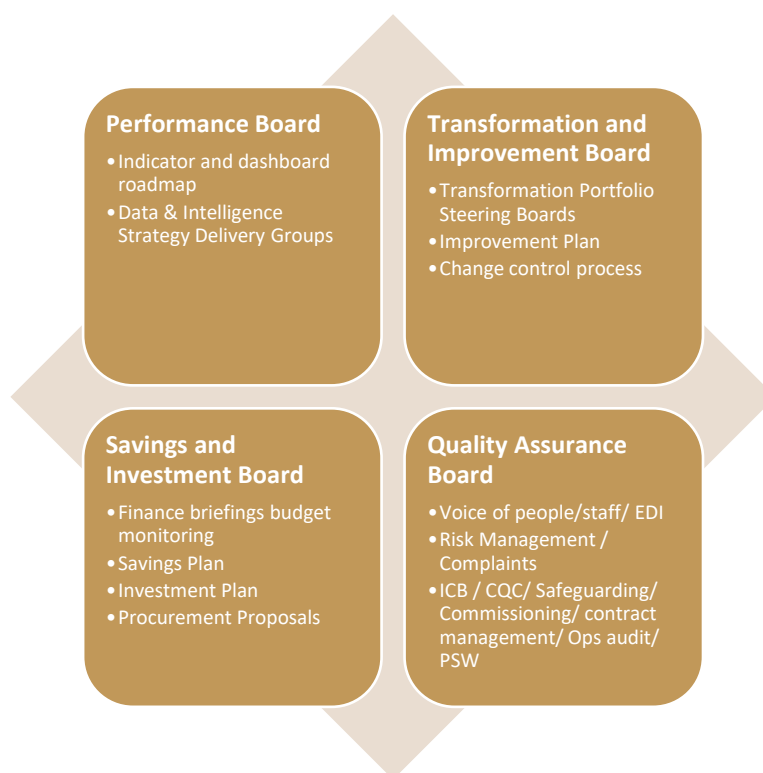 Performance Board
•Indicator and dashboard
roadmap
•Data & Intelligence
Strategy Delivery Groups
Transformation and
Improvement Board
•Transformation Portfolio
Steering Boards
•Improvement Plan
•Change control process
Savings and
Investment Board
•Finance briefings budget
monitoring
•Savings Plan
•Investment Plan
•Procurement Proposals
Quality Assurance
Board
•Voice of people/staff/ EDI
•Risk Management /
Complaints
•ICB / CQC/ Safeguarding/
Commissioning/ contract
management/ Ops audit/
PSW